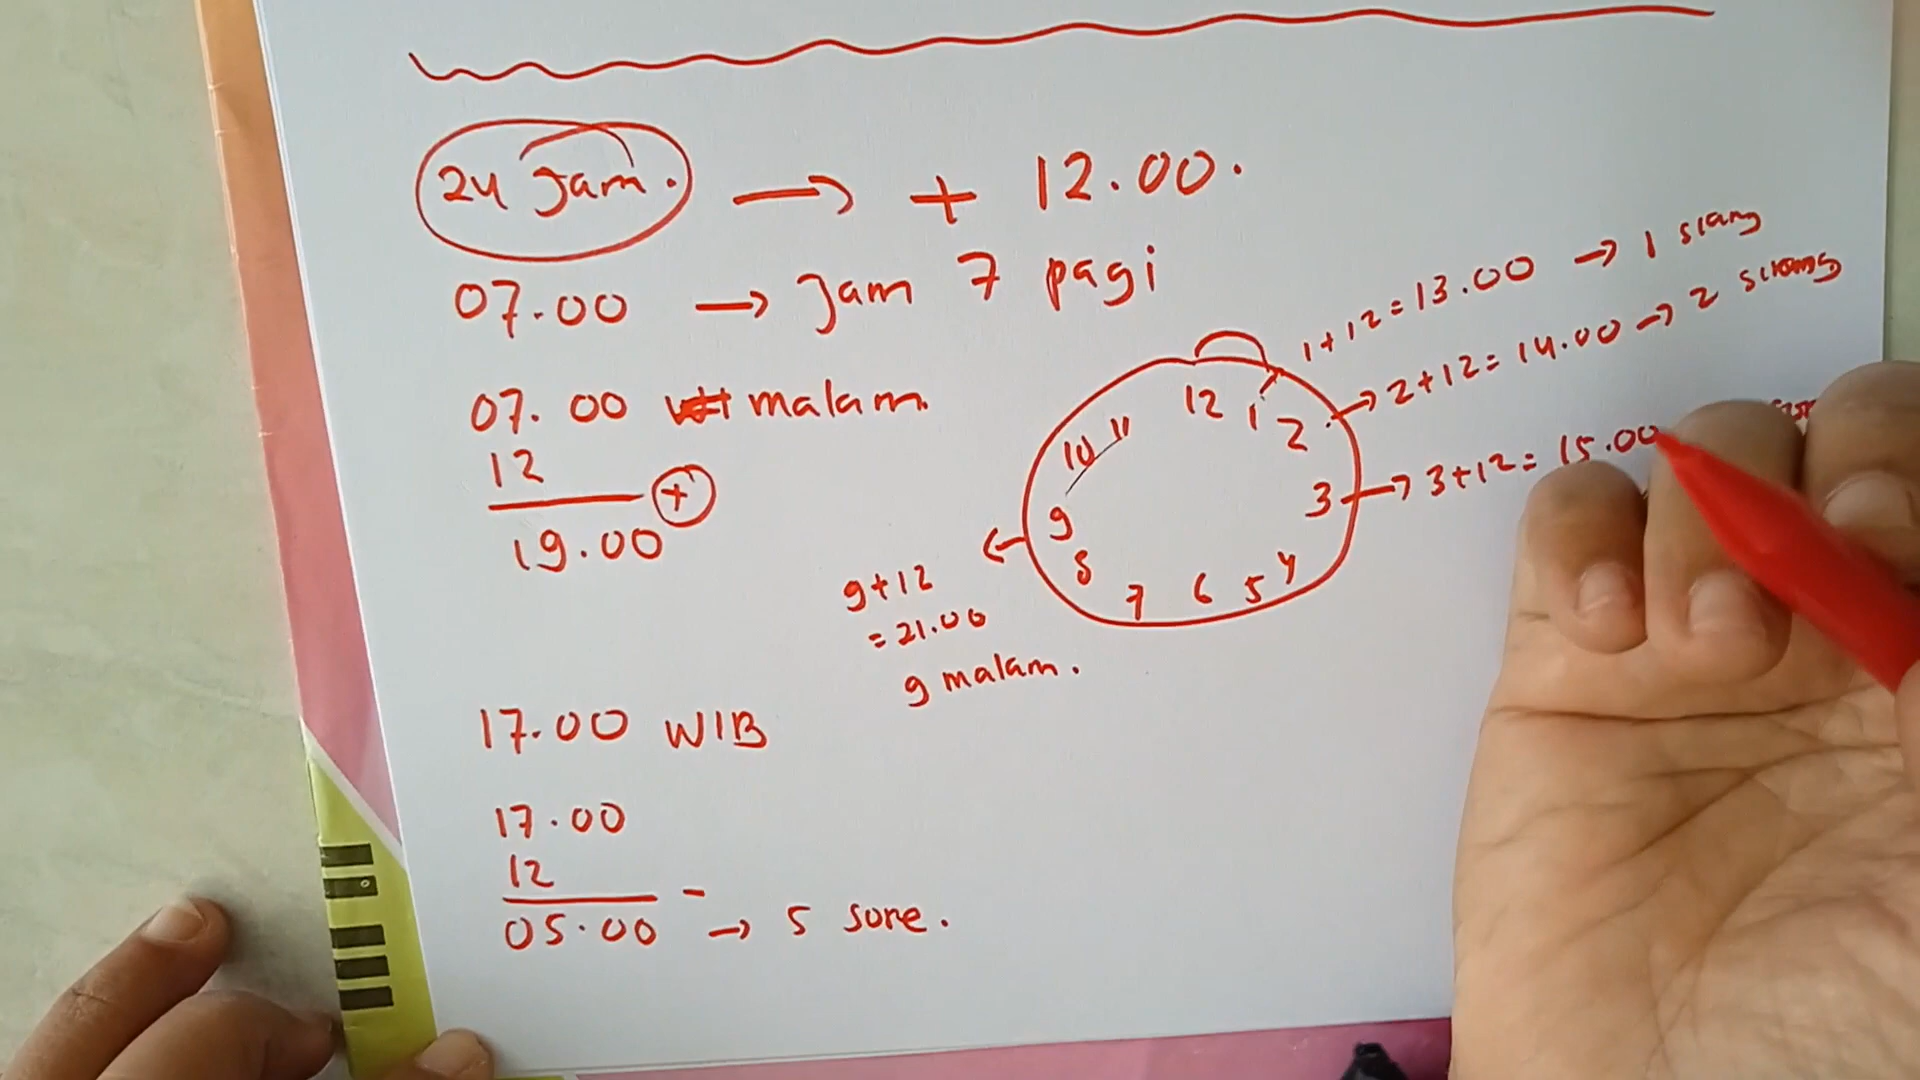 24 Jam. → + 12.00.
07.00 → Jam 7 pagi
07.00 malam.
12
+
19.00
12
1
2
3
4
5
6
7
8
9
10
11
1+12=13.00 → 1 siang
2+12=14.00 → 2 siang
→ 3+12=15.00
9+12
=21.00
9 malam.
17.00 WIB
17.00
12
-
05.00 → 5 sore.